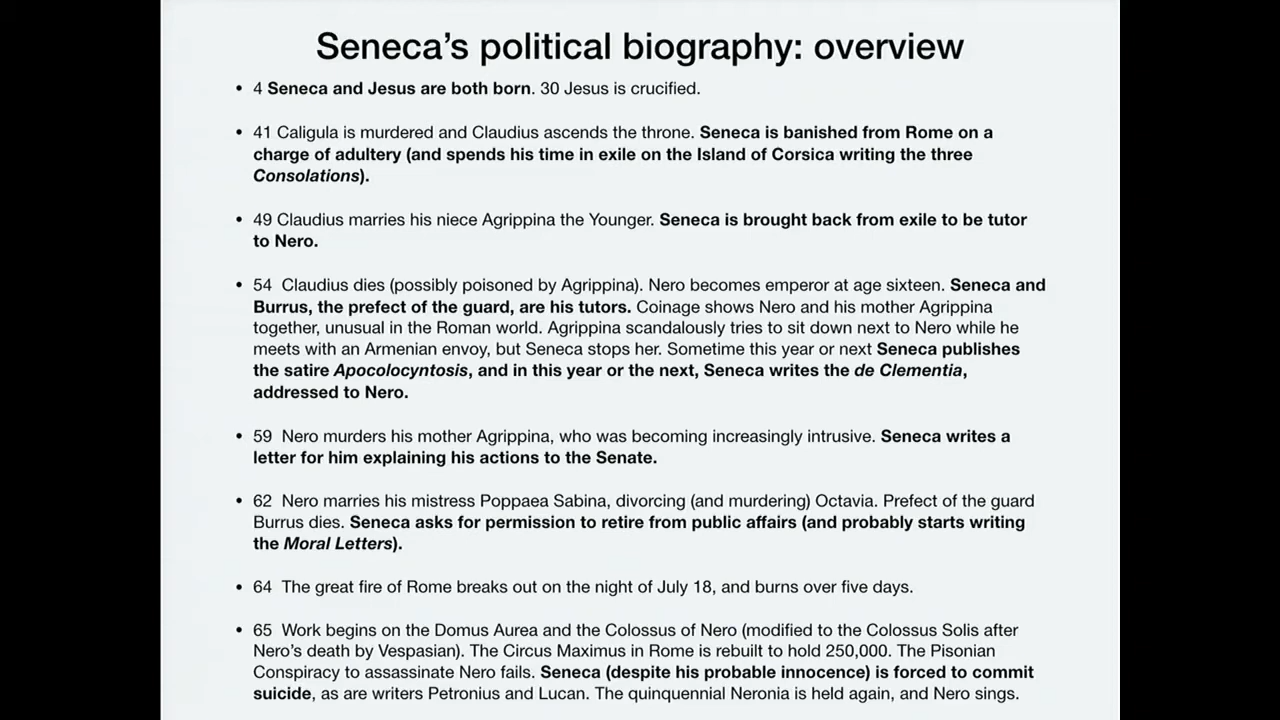 Seneca's political biography: overview
• 4 Seneca and Jesus are both born. 30 Jesus is crucified.
• 41 Caligula is murdered and Claudius ascends the throne. Seneca is banished from Rome on a
charge of adultery (and spends his time in exile on the Island of Corsica writing the three
Consolations).
• 49 Claudius marries his niece Agrippina the Younger. Seneca is brought back from exile to be tutor
to Nero.
• 54 Claudius dies (possibly poisoned by Agrippina). Nero becomes emperor at age sixteen. Seneca and
Burrus, the prefect of the guard, are his tutors. Coinage shows Nero and his mother Agrippina
together, unusual in the Roman world. Agrippina scandalously tries to sit down next to Nero while he
meets with an Armenian envoy, but Seneca stops her. Sometime this year or next Seneca publishes
the satire Apocolocyntosis, and in this year or the next, Seneca writes the de Clementia,
addressed to Nero.
• 59 Nero murders his mother Agrippina, who was becoming increasingly intrusive. Seneca writes a
letter for him explaining his actions to the Senate.
• 62 Nero marries his mistress Poppaea Sabina, divorcing (and murdering) Octavia. Prefect of the guard
Burrus dies. Seneca asks for permission to retire from public affairs (and probably starts writing
the Moral Letters).
• 64 The great fire of Rome breaks out on the night of July 18, and burns over five days.
• 65 Work begins on the Domus Aurea and the Colossus of Nero (modified to the Colossus Solis after
Nero's death by Vespasian). The Circus Maximus in Rome is rebuilt to hold 250,000. The Pisonian
Conspiracy to assassinate Nero fails. Seneca (despite his probable innocence) is forced to commit
suicide, as are writers Petronius and Lucan. The quinquennial Neronia is held again, and Nero sings.